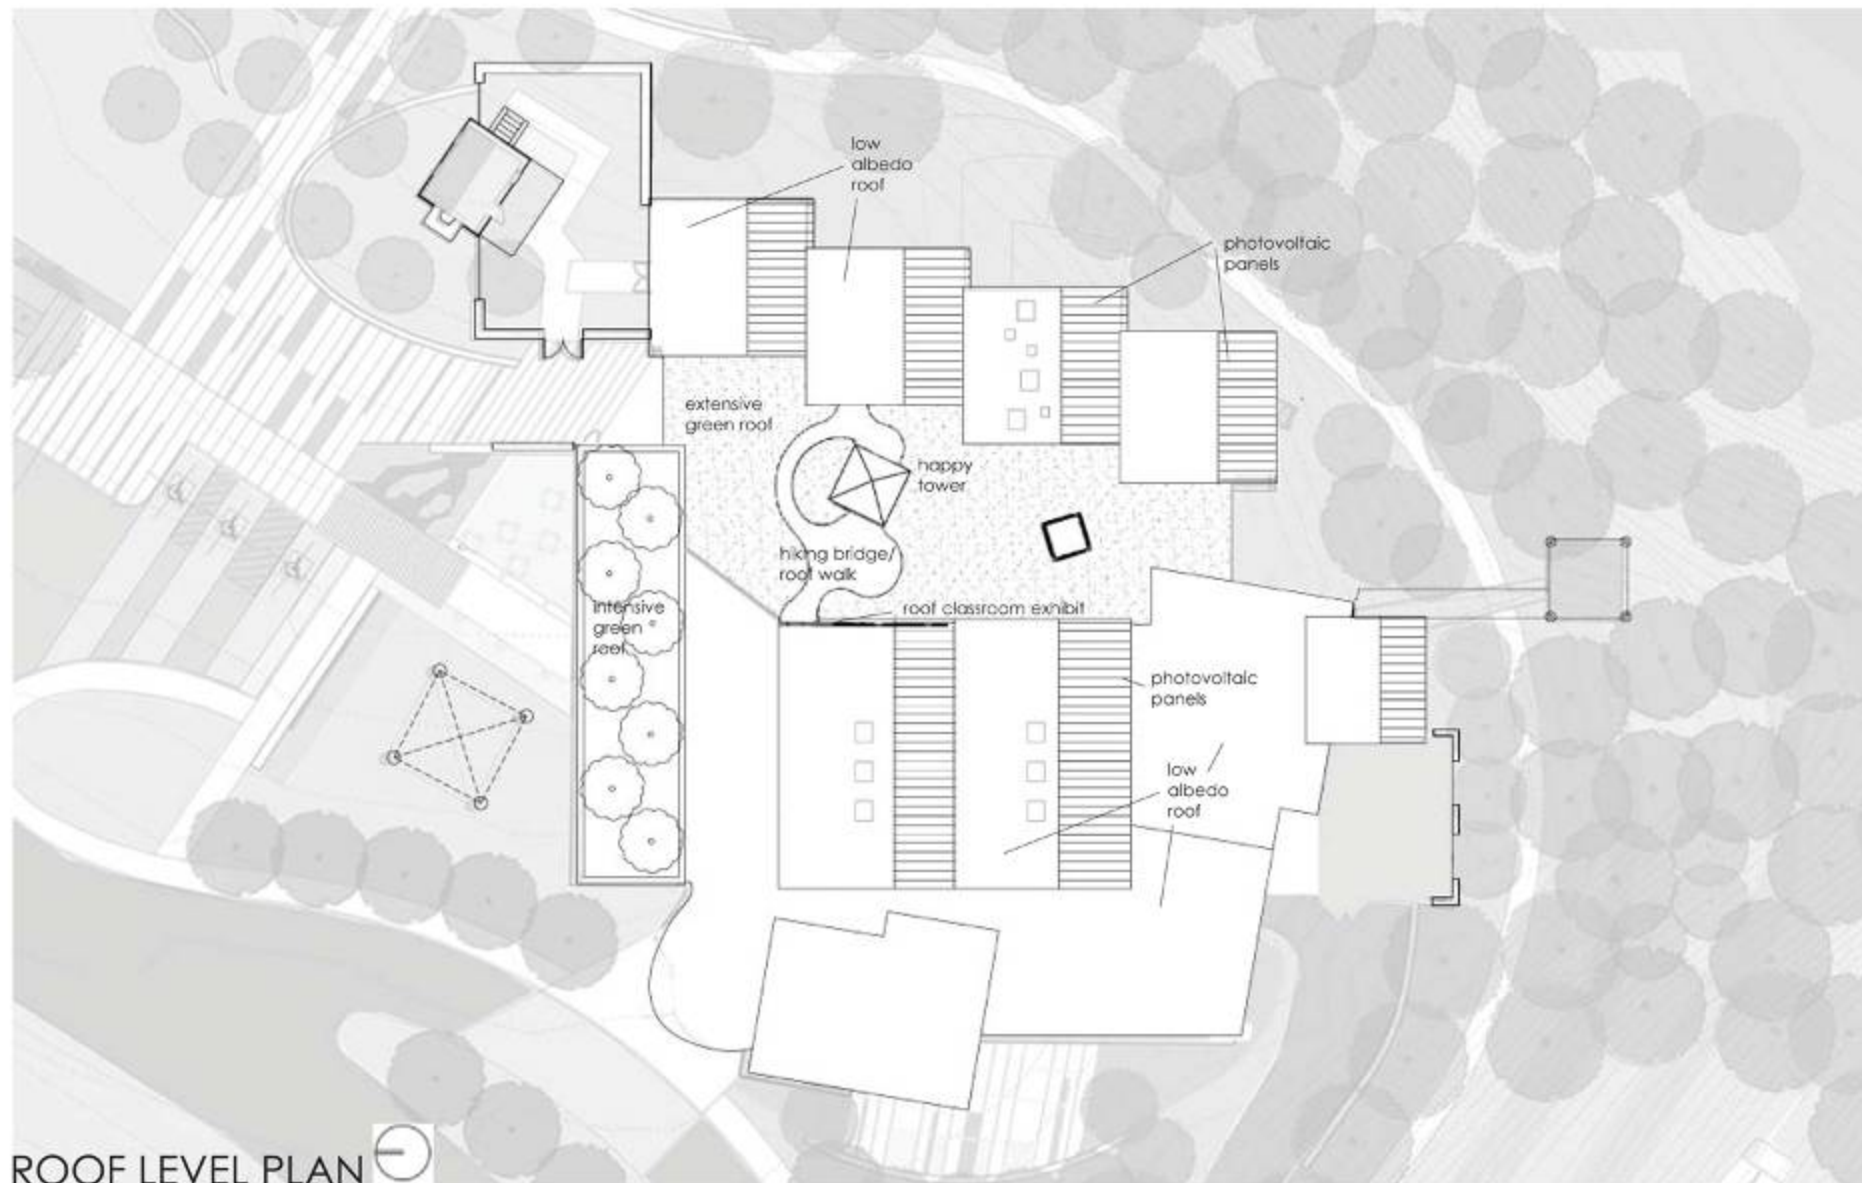 low
albedo
roof
photovoltaic
panels
extensive
green roof
happy
tower
hiking bridge/
roof walk
intensive
green
roof
roof classroom exhibit
photovoltaic
panels
low
albedo
roof
ROOF LEVEL PLAN